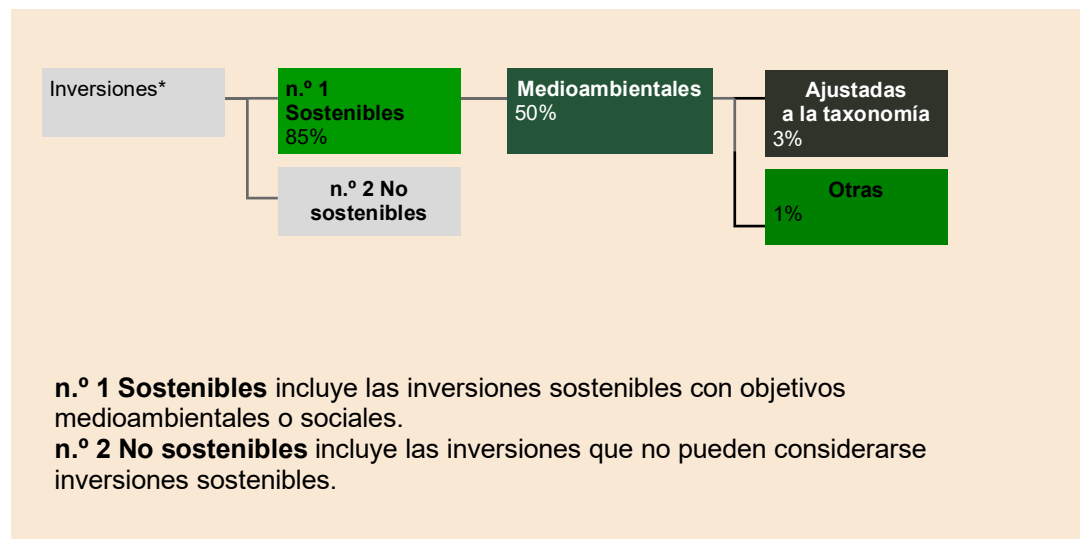 Inversiones*
n.º 1
Sostenibles
85%
n.º 2 No
sostenibles
Medioambientales
50%
Ajustadas
a la taxonomía
3%
Otras
1%
n.º 1 Sostenibles incluye las inversiones sostenibles con objetivos
medioambientales o sociales.
n.º 2 No sostenibles incluye las inversiones que no pueden considerarse
inversiones sostenibles.